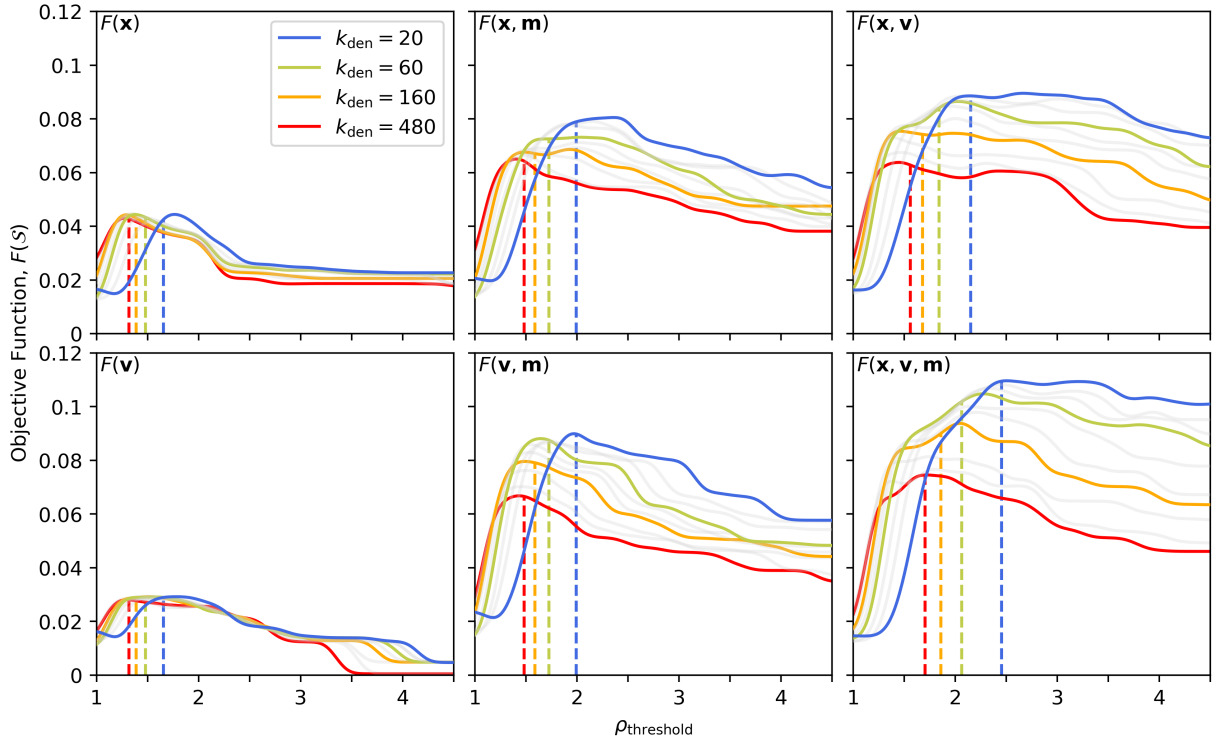 0.12
0.1
0.08
0.06
0.04
0.02
0
F(x)
k_den = 20
k_den = 60
k_den = 160
k_den = 480
F(x, m)
F(x, v)
Objective Function, F(𝒮)
0.12
0.1
0.08
0.06
0.04
0.02
0
F(v)
F(v, m)
F(x, v, m)
1 2 3 4 1 2 3 4 1 2 3 4
ρ_threshold